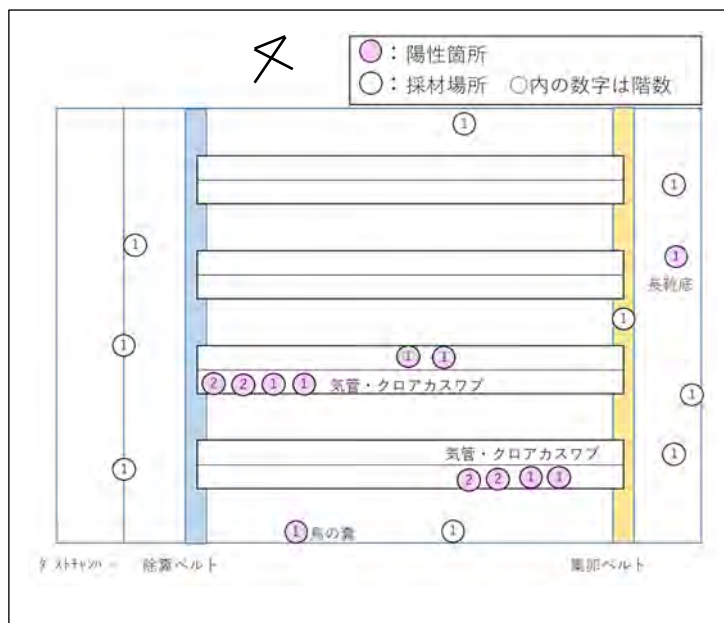 ：陽性箇所
：採材場所　○内の数字は階数
1
1
1
1
長靴底
1
1
1 1
2 2 1 1 気管・クロアカスワブ
1
気管・クロアカスワブ
1
1
2 2 1 1
1 鳥の糞
1
ダストチャンバー
除糞ベルト
集卵ベルト